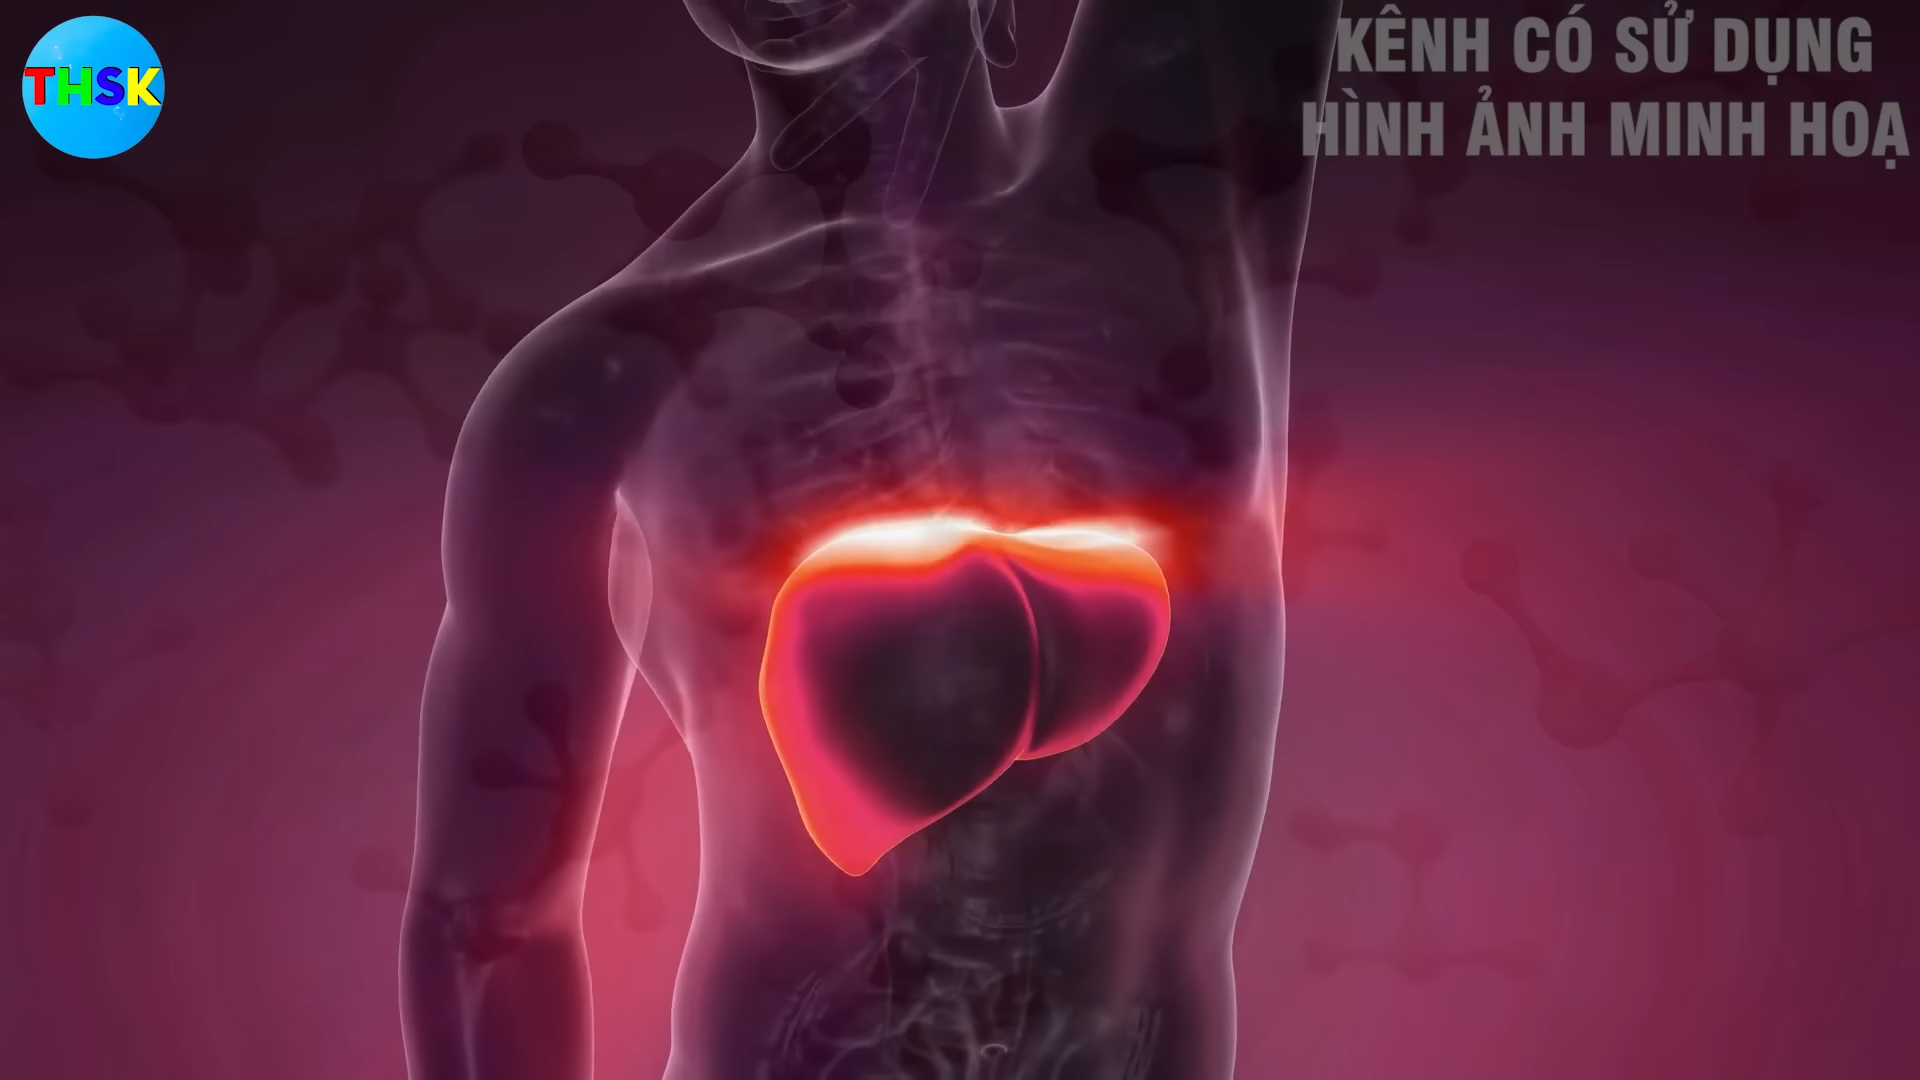 THSK
KÊNH CÓ SỬ DỤNG
HÌNH ẢNH MINH HOẠ